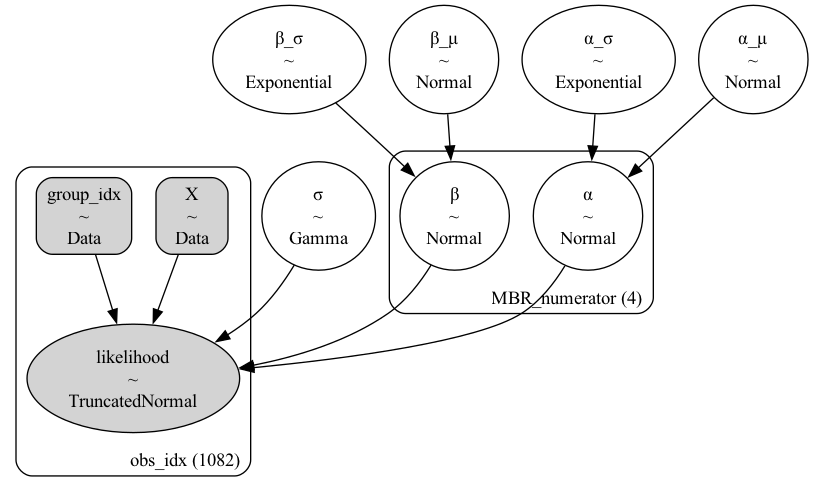 β_σ
~
Exponential
β_μ
~
Normal
α_σ
~
Exponential
α_μ
~
Normal
group_idx
~
Data
X
~
Data
σ
~
Gamma
β
~
Normal
α
~
Normal
MBR_numerator (4)
likelihood
~
TruncatedNormal
obs_idx (1082)